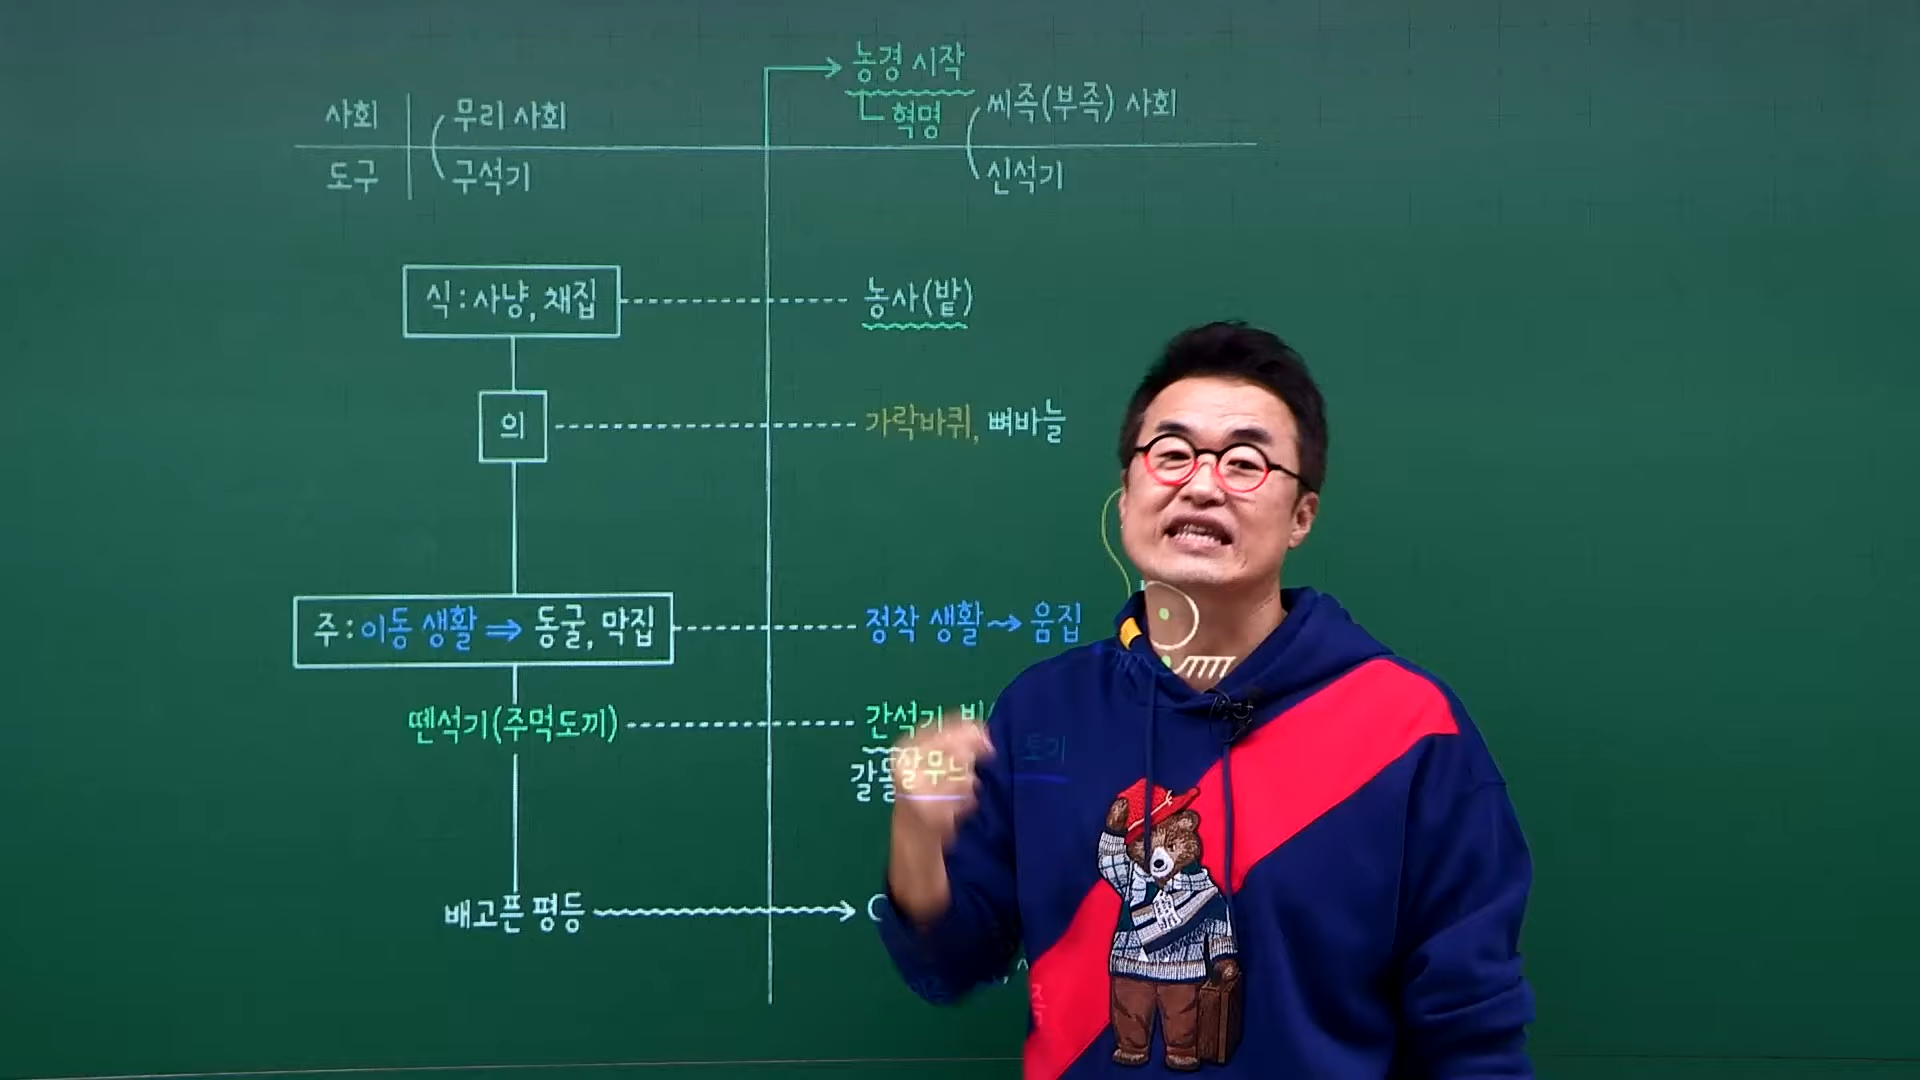 농경 시작
혁명
사회 무리 사회 씨족(부족) 사회
도구 구석기 신석기
식 : 사냥, 채집 농사(밭)
의 가락바퀴, 뼈바늘
주 : 이동 생활 ⇒ 동굴, 막집 정착 생활 → 움집
뗀석기(주먹도끼) 간석기
토기
배고픈 평등